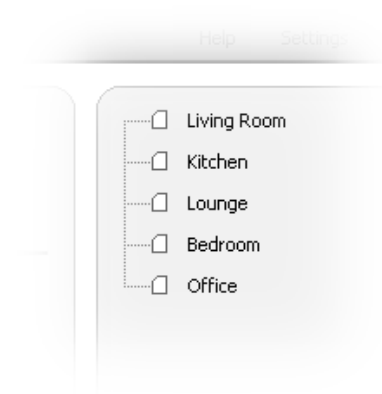 Help Settings
Living Room
Kitchen
Lounge
Bedroom
Office